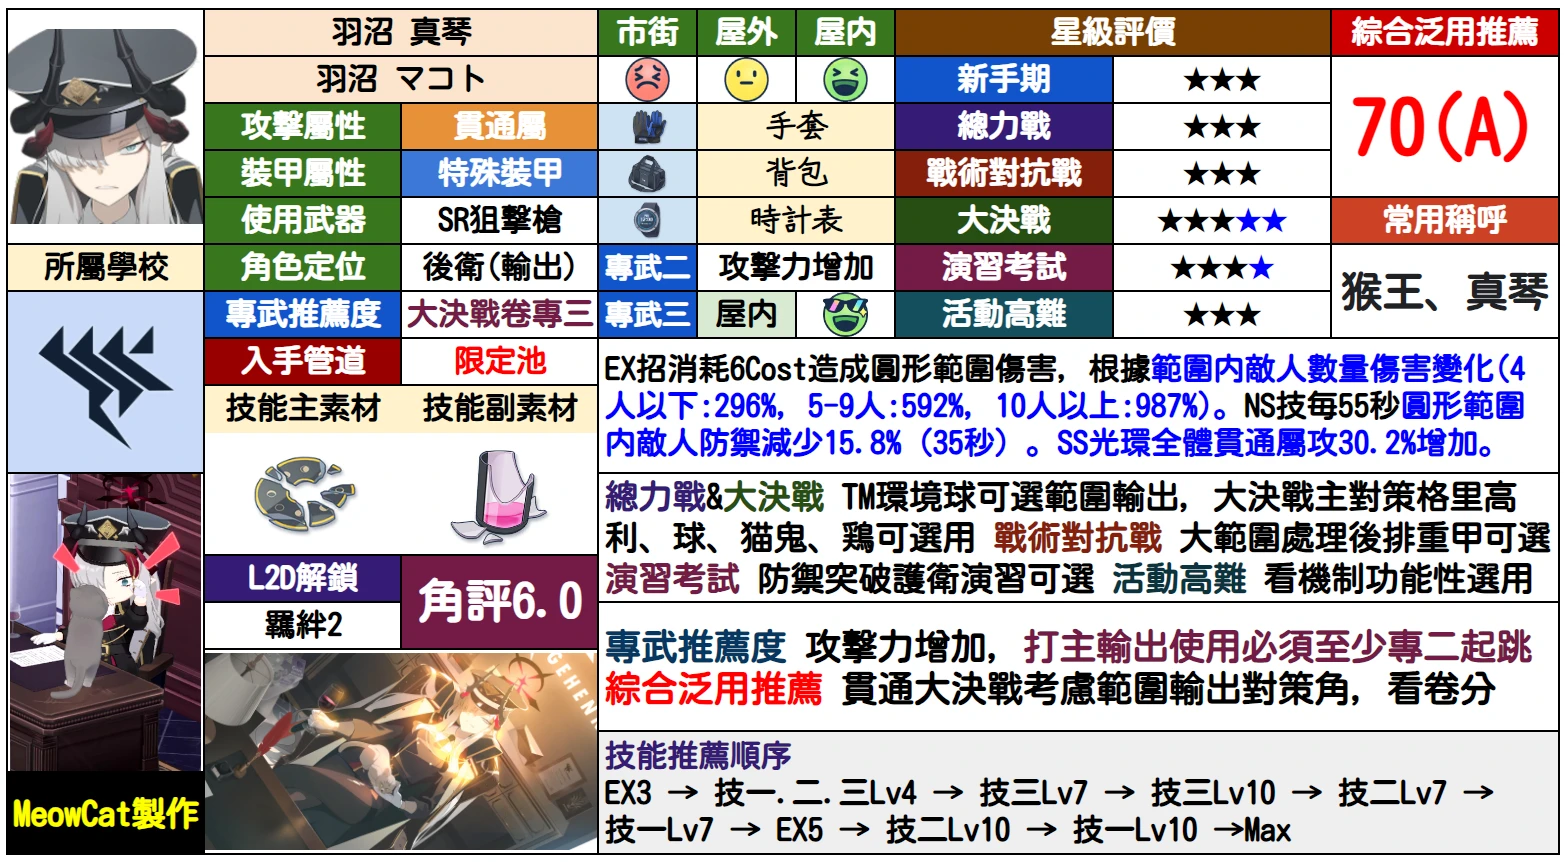 羽沼 真琴
羽沼 マコト
市街 屋外 屋内
星級評價
綜合泛用推薦
新手期 ★★★
70(A)
攻擊屬性 貫通屬
手套
總力戰 ★★★
裝甲屬性 特殊裝甲
背包
戰術對抗戰 ★★★
使用武器 SR狙擊槍
時計表
大決戰 ★★★★★
常用稱呼
所屬學校
角色定位 後衛(輸出)
專武二 攻擊力增加
演習考試 ★★★★
猴王、真琴
專武推薦度 大決戰卷專三
專武三 屋内
活動高難 ★★★
入手管道 限定池
技能主素材 技能副素材
EX招消耗6Cost造成圓形範圍傷害, 根據範圍内敵人數量傷害變化(4
人以下:296%, 5-9人:592%, 10人以上:987%)。NS技每55秒圓形範圍
内敵人防禦減少15.8% (35秒) 。SS光環全體貫通屬攻30.2%增加。
總力戰&大決戰 TM環境球可選範圍輸出, 大決戰主對策格里高
利、球、猫鬼、鶏可選用 戰術對抗戰 大範圍處理後排重甲可選
演習考試 防禦突破護衛演習可選 活動高難 看機制功能性選用
L2D解鎖
羈絆2
角評6.0
專武推薦度 攻擊力增加, 打主輸出使用必須至少專二起跳
綜合泛用推薦 貫通大決戰考慮範圍輸出對策角, 看卷分
GEHENN
技能推薦順序
EX3 → 技一.二.三Lv4 → 技三Lv7 → 技三Lv10 → 技二Lv7 →
技一Lv7 → EX5 → 技二Lv10 → 技一Lv10 →Max
MeowCat製作